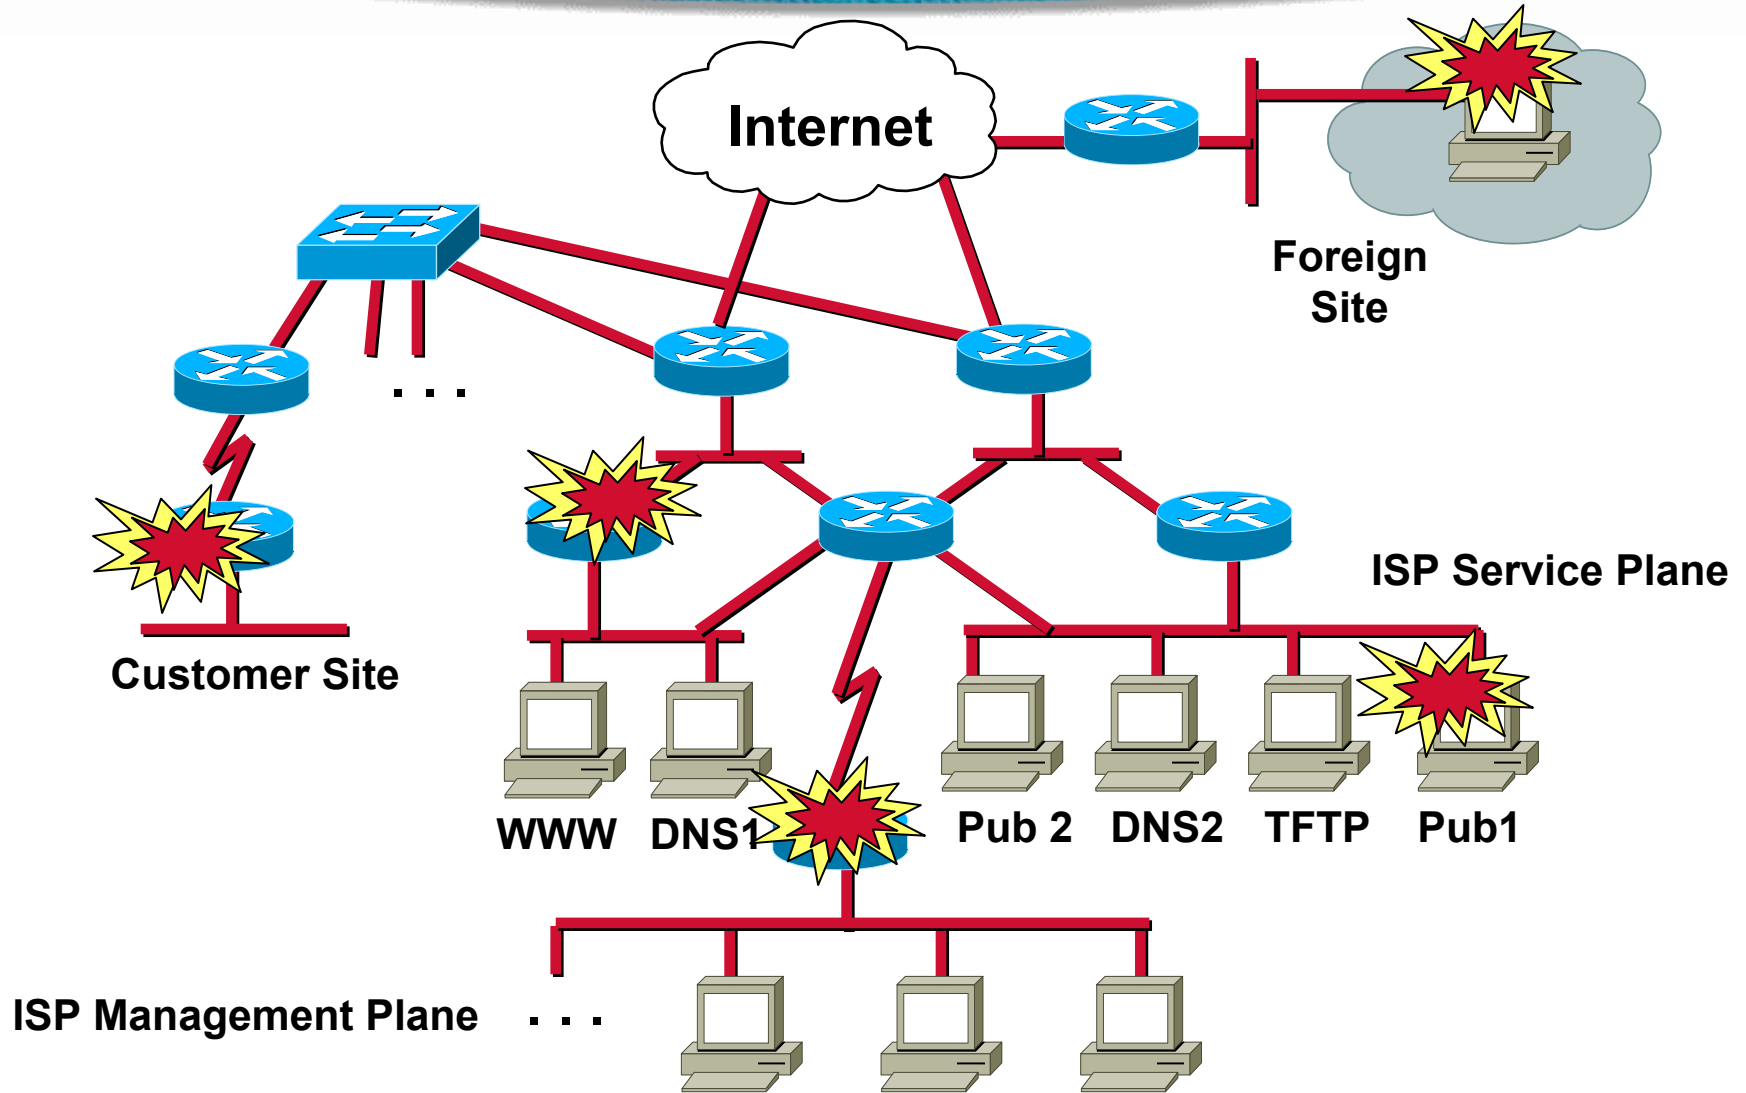 Internet
Foreign
Site
. . .
ISP Service Plane
Customer Site
WWW
DNS1
Pub 2
DNS2
TFTP
Pub1
ISP Management Plane
. . .